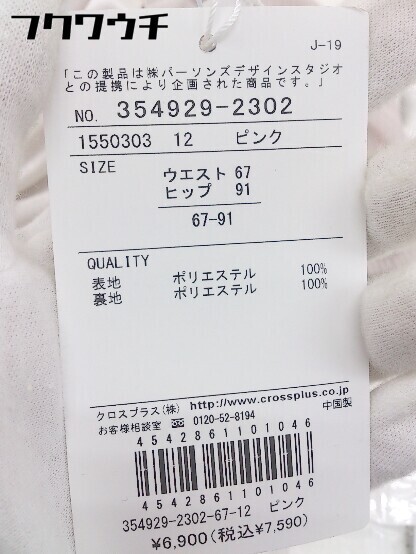 フクワウチ
J-19
「この製品は㈱パーソンズデザインスタジオ
との提携により企画された商品です。」
NO. 354929-2302
1550303 12 ピンク
SIZE
ウエスト 67
ヒップ 91
67-91
QUALITY
表地 ポリエステル 100%
裏地 ポリエステル 100%
クロスプラス(株) http://www.crossplus.co.jp
お客様相談室 0120-52-8194 中国製
4542861101046
4542861101046
354929-2302-67-12 ピンク
¥6,900(税込¥7,590)